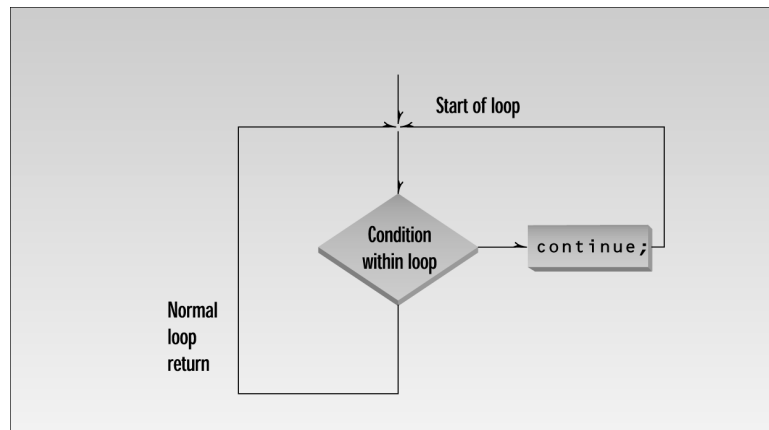 Start of loop
Condition
within loop
continue;
Normal
loop
return